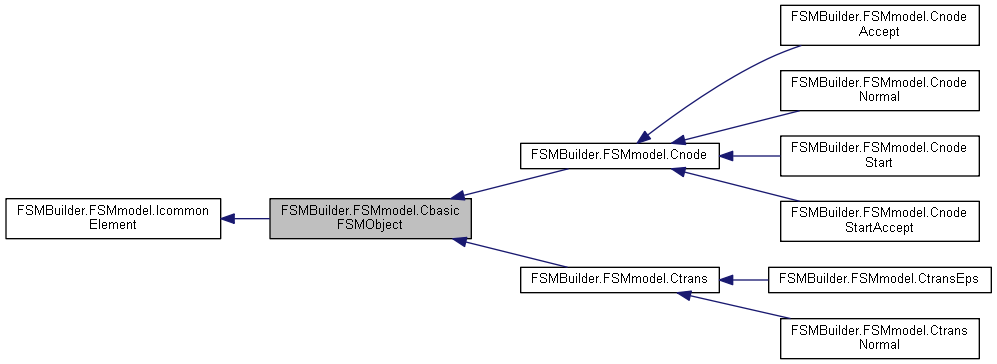 FSMBuilder.FSMmodel.Cnode
Accept
FSMBuilder.FSMmodel.Cnode
Normal
FSMBuilder.FSMmodel.Cnode
FSMBuilder.FSMmodel.Cnode
Start
FSMBuilder.FSMmodel.Icommon
Element
FSMBuilder.FSMmodel.Cbasic
FSMObject
FSMBuilder.FSMmodel.Cnode
StartAccept
FSMBuilder.FSMmodel.Ctrans
FSMBuilder.FSMmodel.CtransEps
FSMBuilder.FSMmodel.Ctrans
Normal